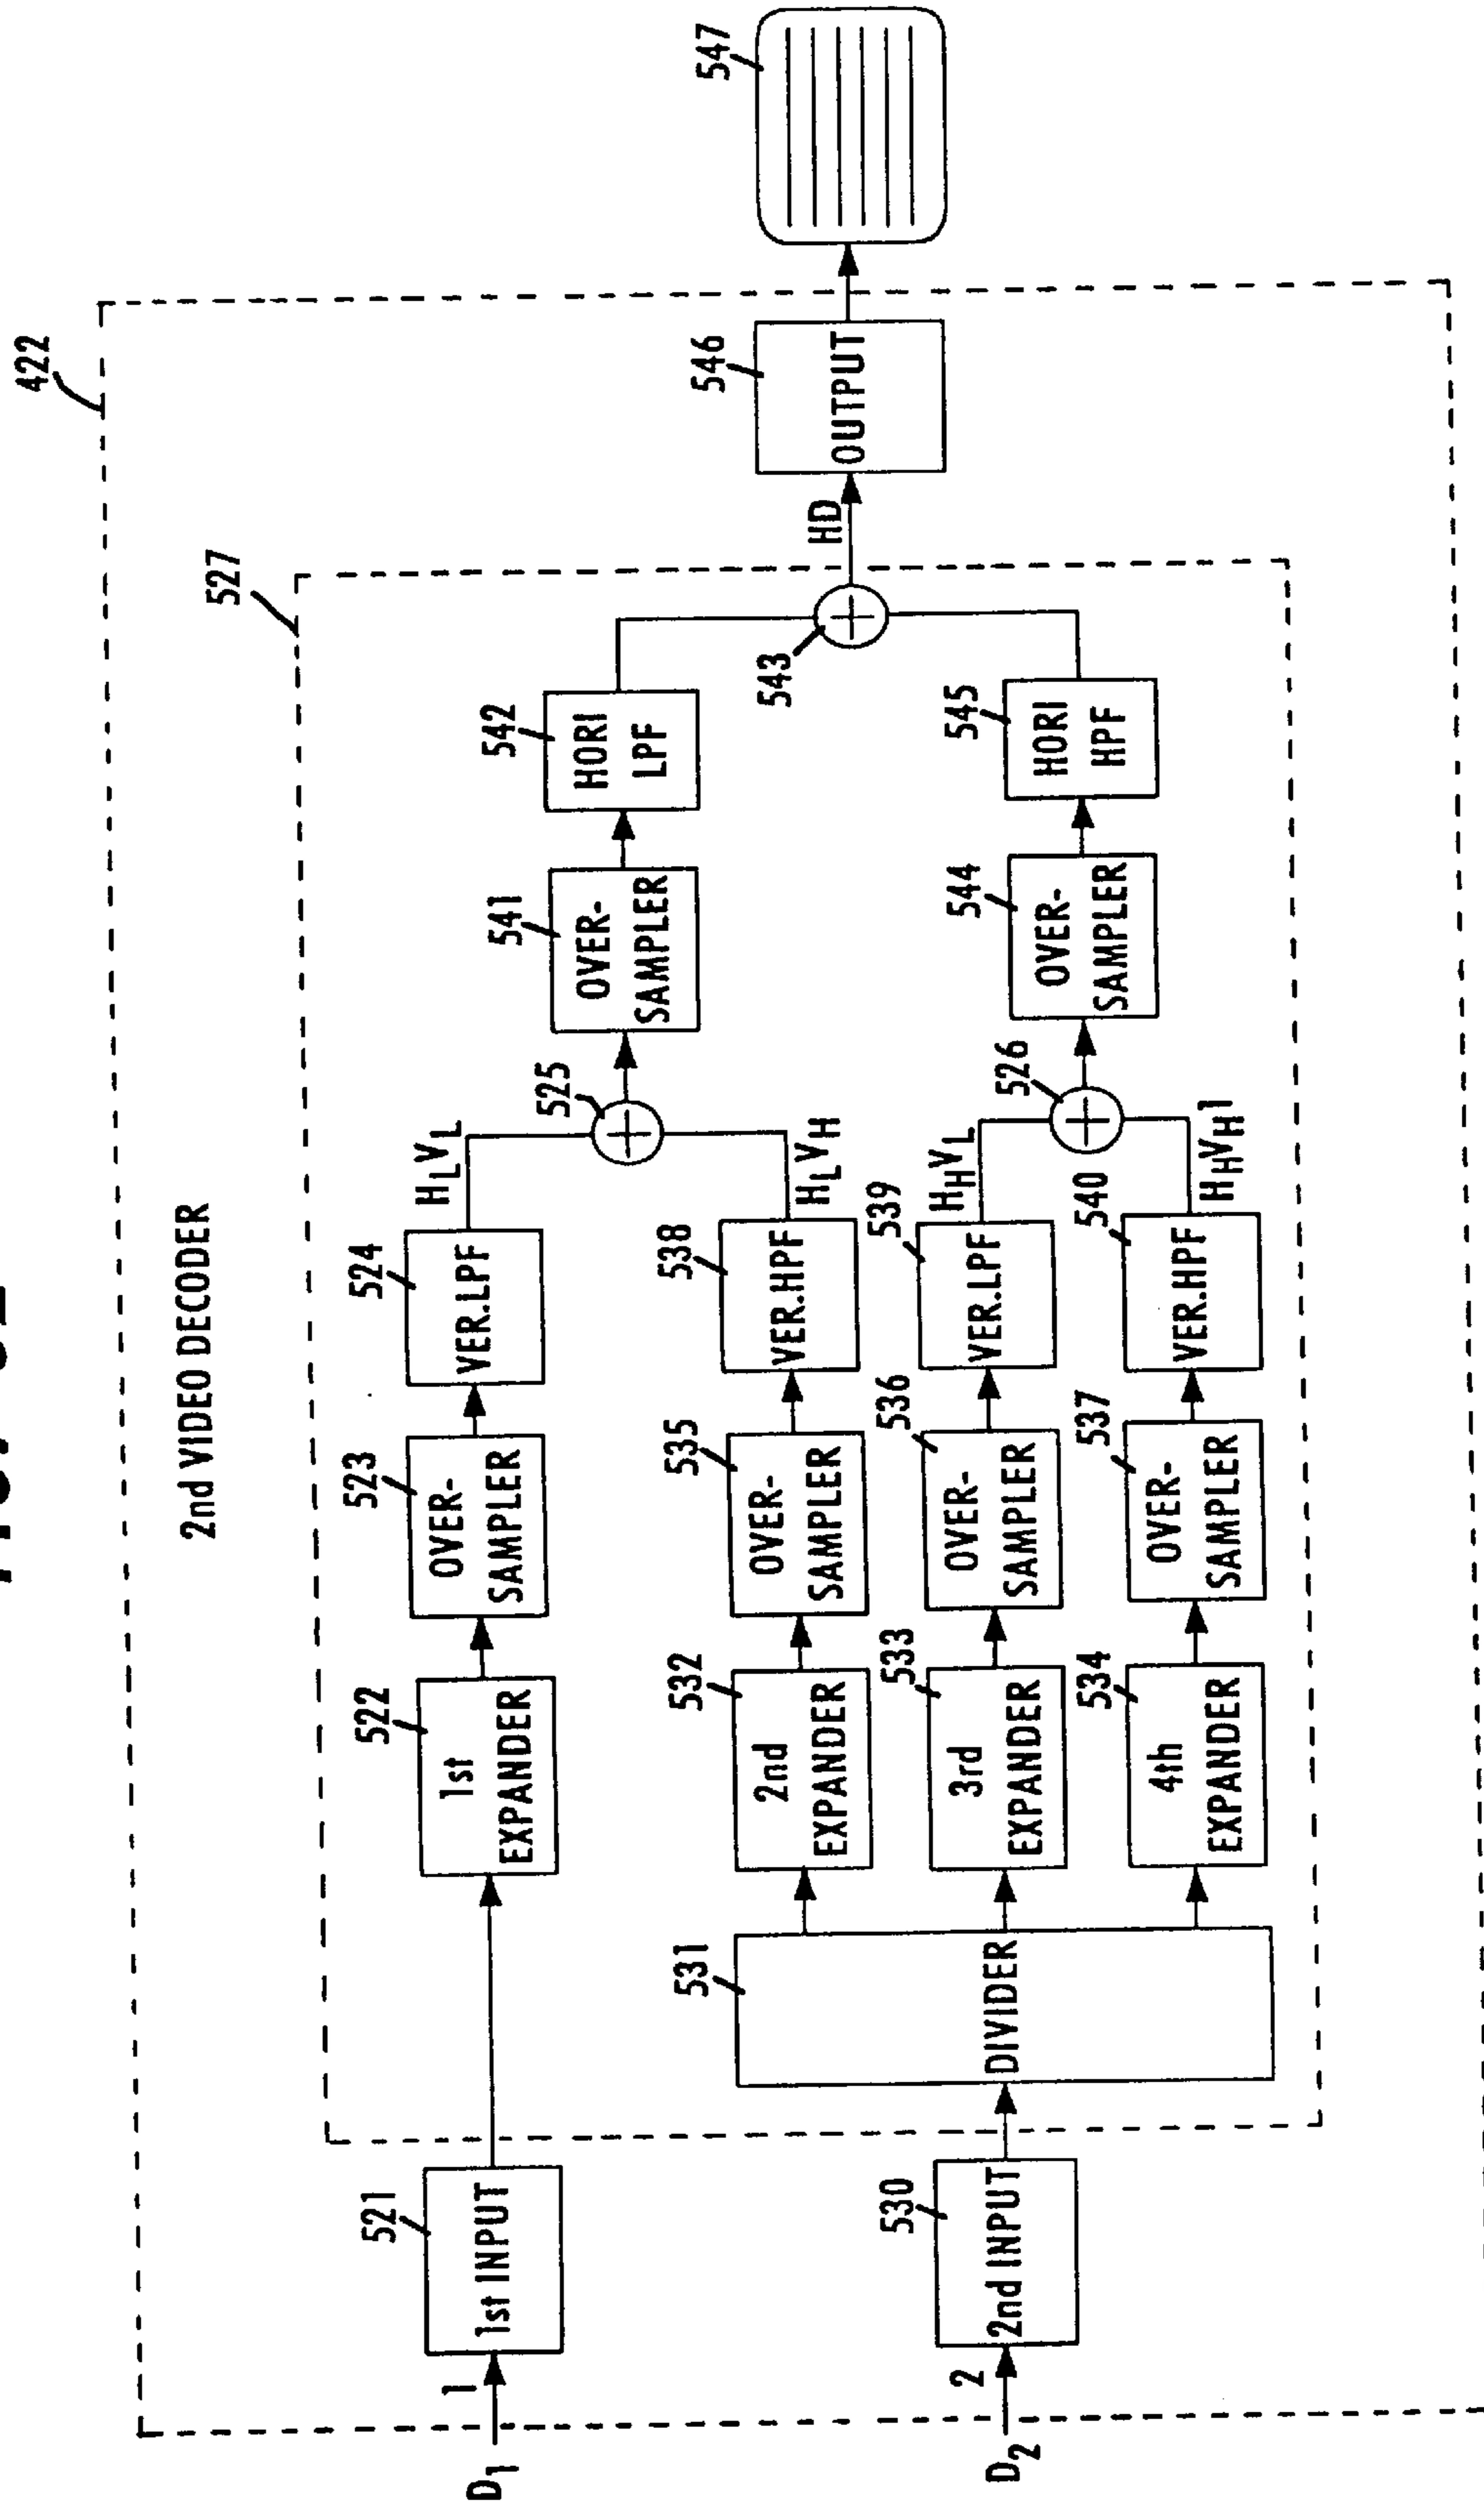 2nd VIDEO DECODER
422
527
D1
1
521
1st INPUT
522
1st
EXPANDER
523
OVER-
SAMPLER
524
VER.LPF
HLVL
525
541
OVER-
SAMPLER
542
HORI
LPF
543
HD
546
OUTPUT
547
D2
2
530
2nd INPUT
531
DIVIDER
532
2nd
EXPANDER
535
OVER-
SAMPLER
538
VER.HPF
HLVH
533
3rd
EXPANDER
536
OVER-
SAMPLER
539
VER.LPF
HHVL
526
544
OVER-
SAMPLER
545
HORI
HPF
534
4th
EXPANDER
537
OVER-
SAMPLER
540
VER.HPF
HHVH1